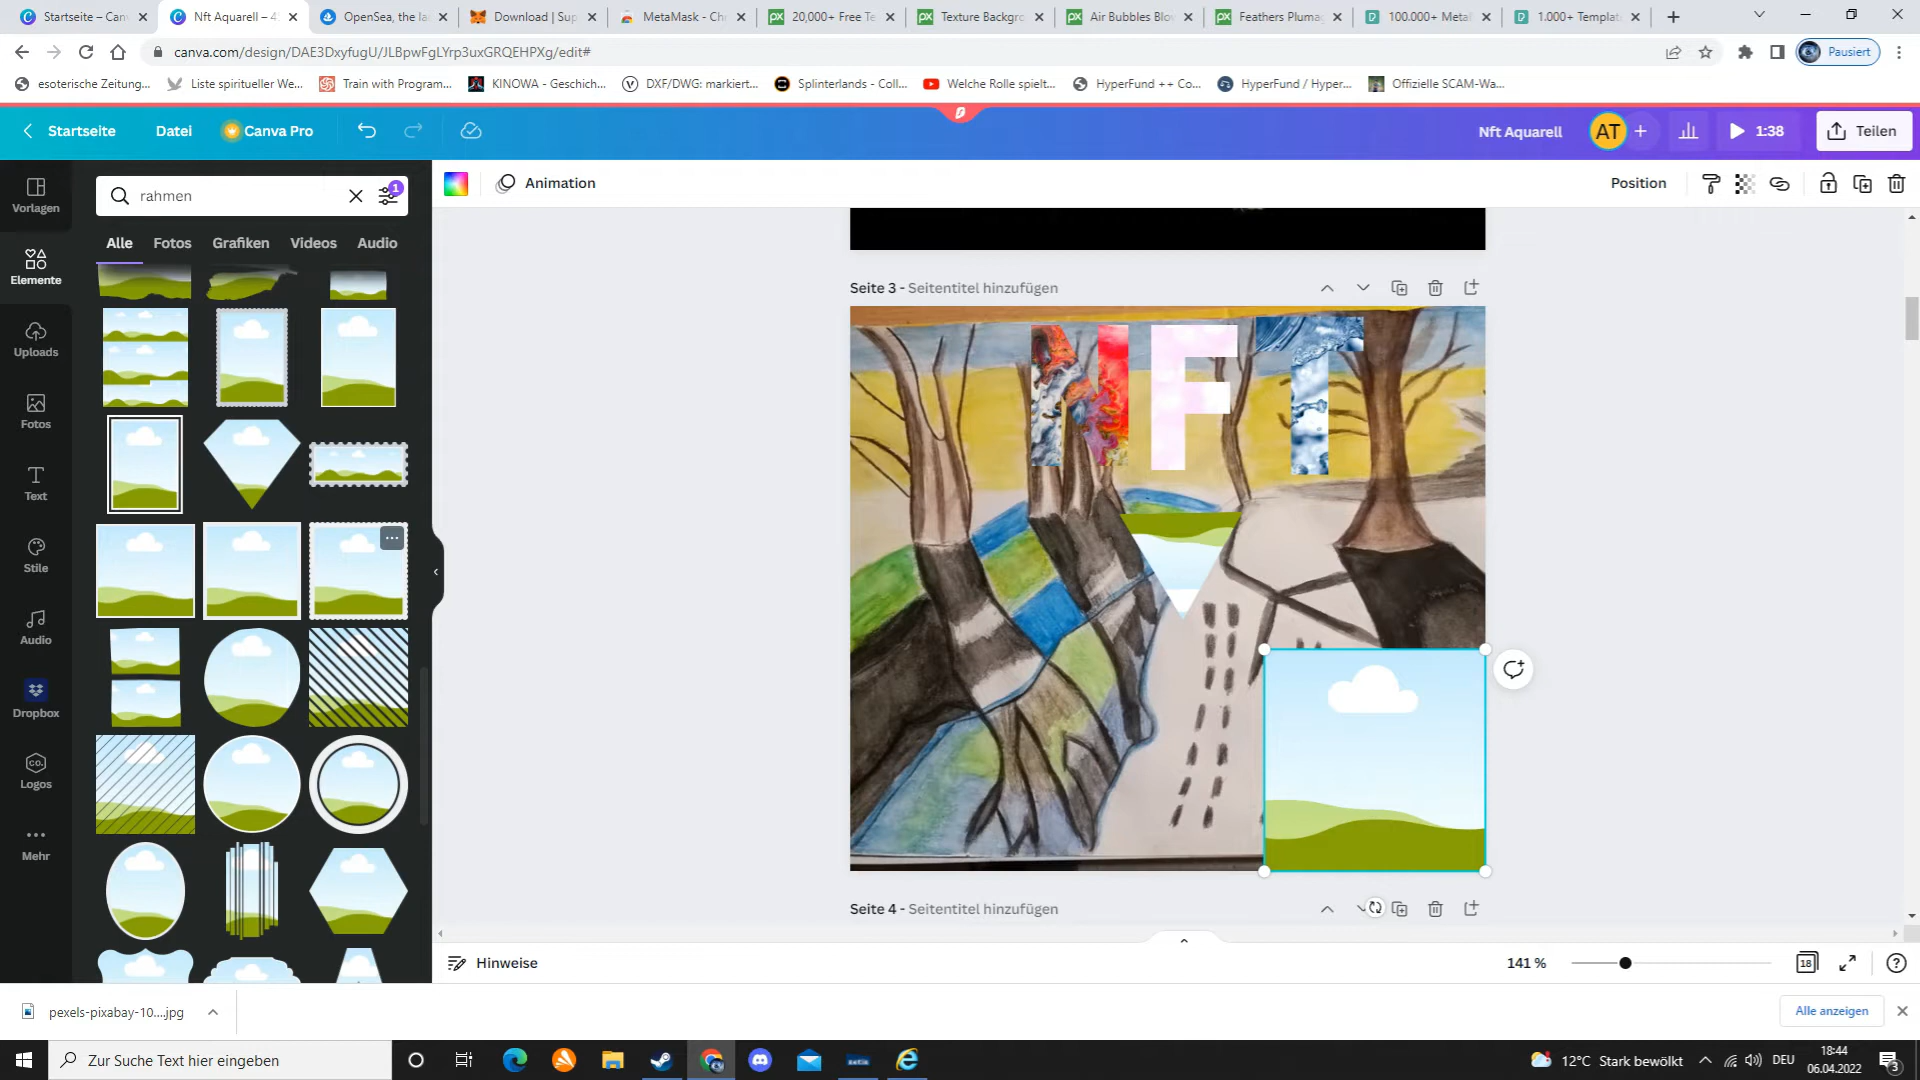 Startseite – Canv
Nft Aquarell – 4
OpenSea, the la
Download | Sup
MetaMask - Chr
20,000+ Free Te
Texture Backgro
Air Bubbles Blo
Feathers Pluma
100.000+ Metal
1.000+ Templat
canva.com/design/DAE3DxyfugU/JLBpwFgLYrp3uxGRQEHPXg/edit#
Pausiert
esoterische Zeitung...
Liste spiritueller We...
Train with Program...
KINOWA - Geschich...
DXF/DWG: markiert...
Splinterlands - Coll...
Welche Rolle spielt...
HyperFund ++ Co...
HyperFund / Hyper...
Offizielle SCAM-Wa...
Startseite
Datei
Canva Pro
Nft Aquarell
AT
1:38
Teilen
rahmen
1
Animation
Position
Alle
Fotos
Grafiken
Videos
Audio
Vorlagen
Elemente
Uploads
Fotos
Text
Stile
Audio
Dropbox
CO.
Logos
Mehr
Seite 3 - Seitentitel hinzufügen
NFT
Seite 4 - Seitentitel hinzufügen
Hinweise
141 %
18
pexels-pixabay-10....jpg
Alle anzeigen
Zur Suche Text hier eingeben
12°C Stark bewölkt
DEU
18:44
06.04.2022
3